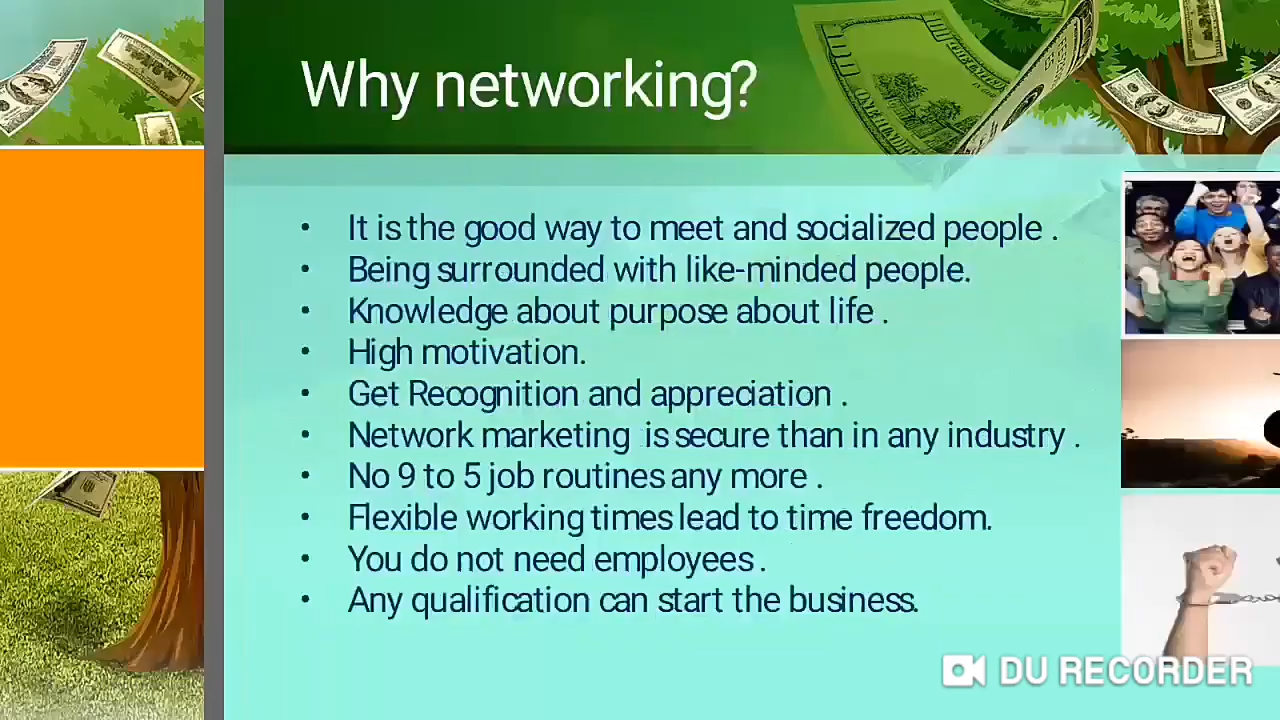 Why networking?
• It is the good way to meet and socialized people .
• Being surrounded with like-minded people.
• Knowledge about purpose about life .
• High motivation.
• Get Recognition and appreciation .
• Network marketing is secure than in any industry .
• No 9 to 5 job routines any more .
• Flexible working times lead to time freedom.
• You do not need employees .
• Any qualification can start the business.
DU RECORDER